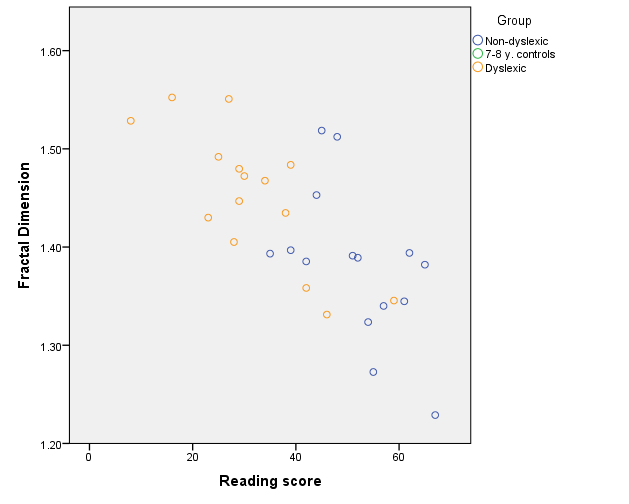 Group
Non-dyslexic
7-8 y. controls
Dyslexic
1.60
1.50
1.40
1.30
1.20
Fractal Dimension
0
20
40
60
Reading score